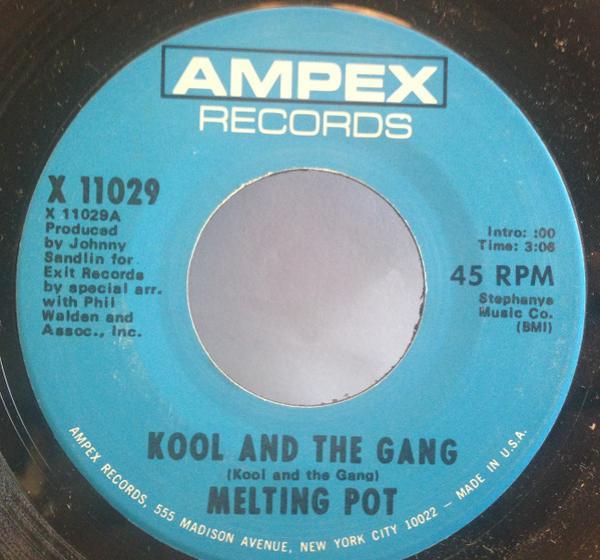 AMPEX
RECORDS
X 11029
X 11029A
Produced
by Johnny
Sandlin for
Exit Records
by special arr.
with Phil
Walden and
Assoc., Inc.
Intro: :00
Time: 3:06
45 RPM
Stephanye
Music Co.
(BMI)
KOOL AND THE GANG
(Kool and the Gang)
MELTING POT
AMPEX RECORDS, 555 MADISON AVENUE, NEW YORK CITY 10022 — MADE IN U.S.A.